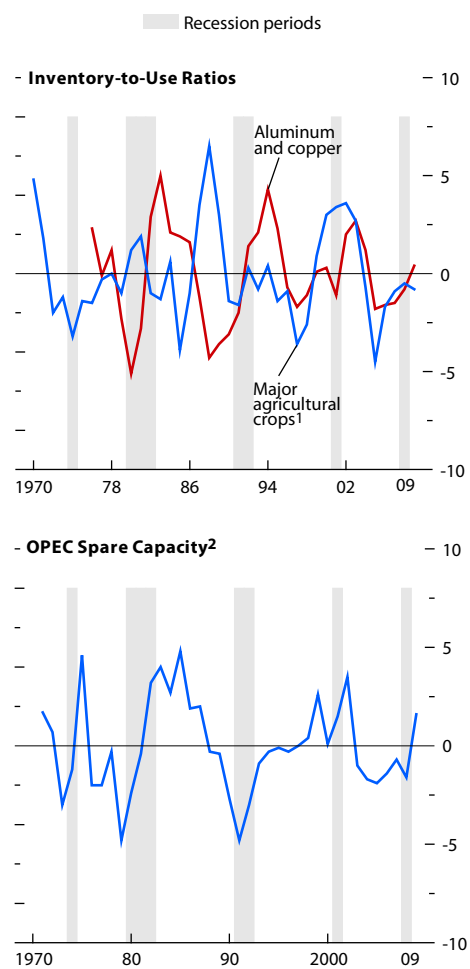 Recession periods
Inventory-to-Use Ratios
10
Aluminum
and copper
5
0
Major
agricultural
crops1
-5
-10
1970 78 86 94 02 09
OPEC Spare Capacity2
10
5
0
-5
-10
1970 80 90 2000 09